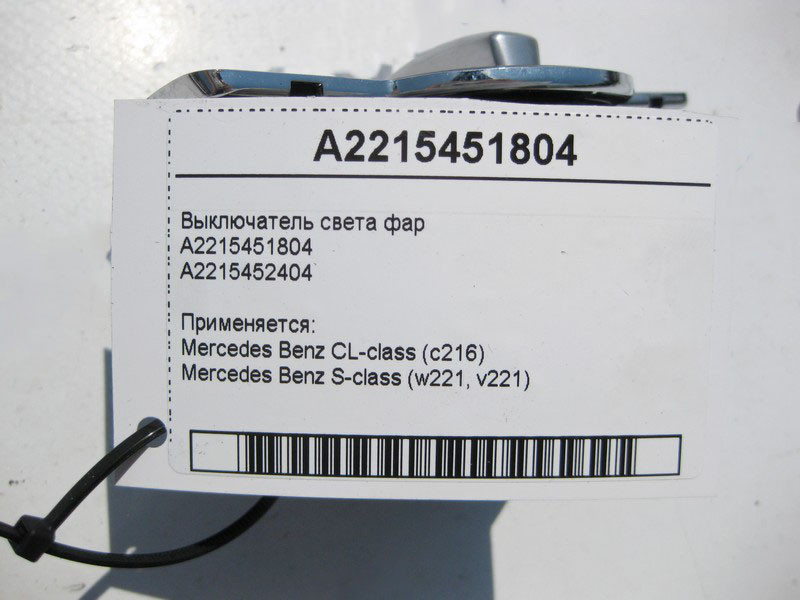 A2215451804
Выключатель света фар
A2215451804
A2215452404
Применяется:
Mercedes Benz CL-class (c216)
Mercedes Benz S-class (w221, v221)